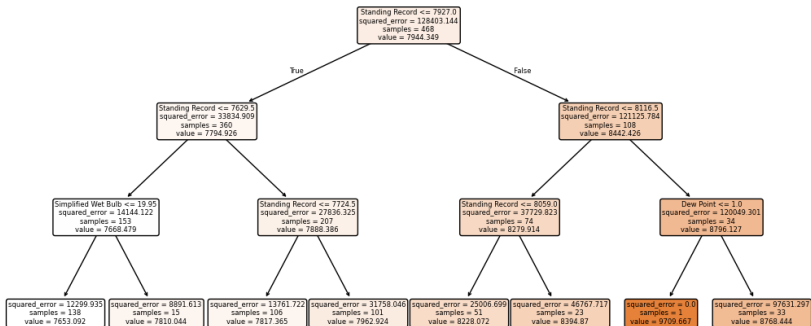 Standing Record <= 7927.0
squared_error = 128403.144
samples = 468
value = 7944.349
True
False
Standing Record <= 7629.5
squared_error = 33834.909
samples = 360
value = 7794.926
Standing Record <= 8116.5
squared_error = 121125.784
samples = 108
value = 8442.426
Simplified Wet Bulb <= 19.95
squared_error = 14144.122
samples = 153
value = 7668.479
Standing Record <= 7724.5
squared_error = 27836.325
samples = 207
value = 7888.386
Standing Record <= 8059.0
squared_error = 37729.823
samples = 74
value = 8279.914
Dew Point <= 1.0
squared_error = 120049.301
samples = 34
value = 8796.127
squared_error = 12299.935
samples = 138
value = 7653.092
squared_error = 8891.613
samples = 15
value = 7810.044
squared_error = 13761.722
samples = 106
value = 7817.365
squared_error = 31758.046
samples = 101
value = 7962.924
squared_error = 25006.699
samples = 51
value = 8228.072
squared_error = 46767.717
samples = 23
value = 8394.87
squared_error = 0.0
samples = 1
value = 9709.667
squared_error = 97631.297
samples = 33
value = 8768.444